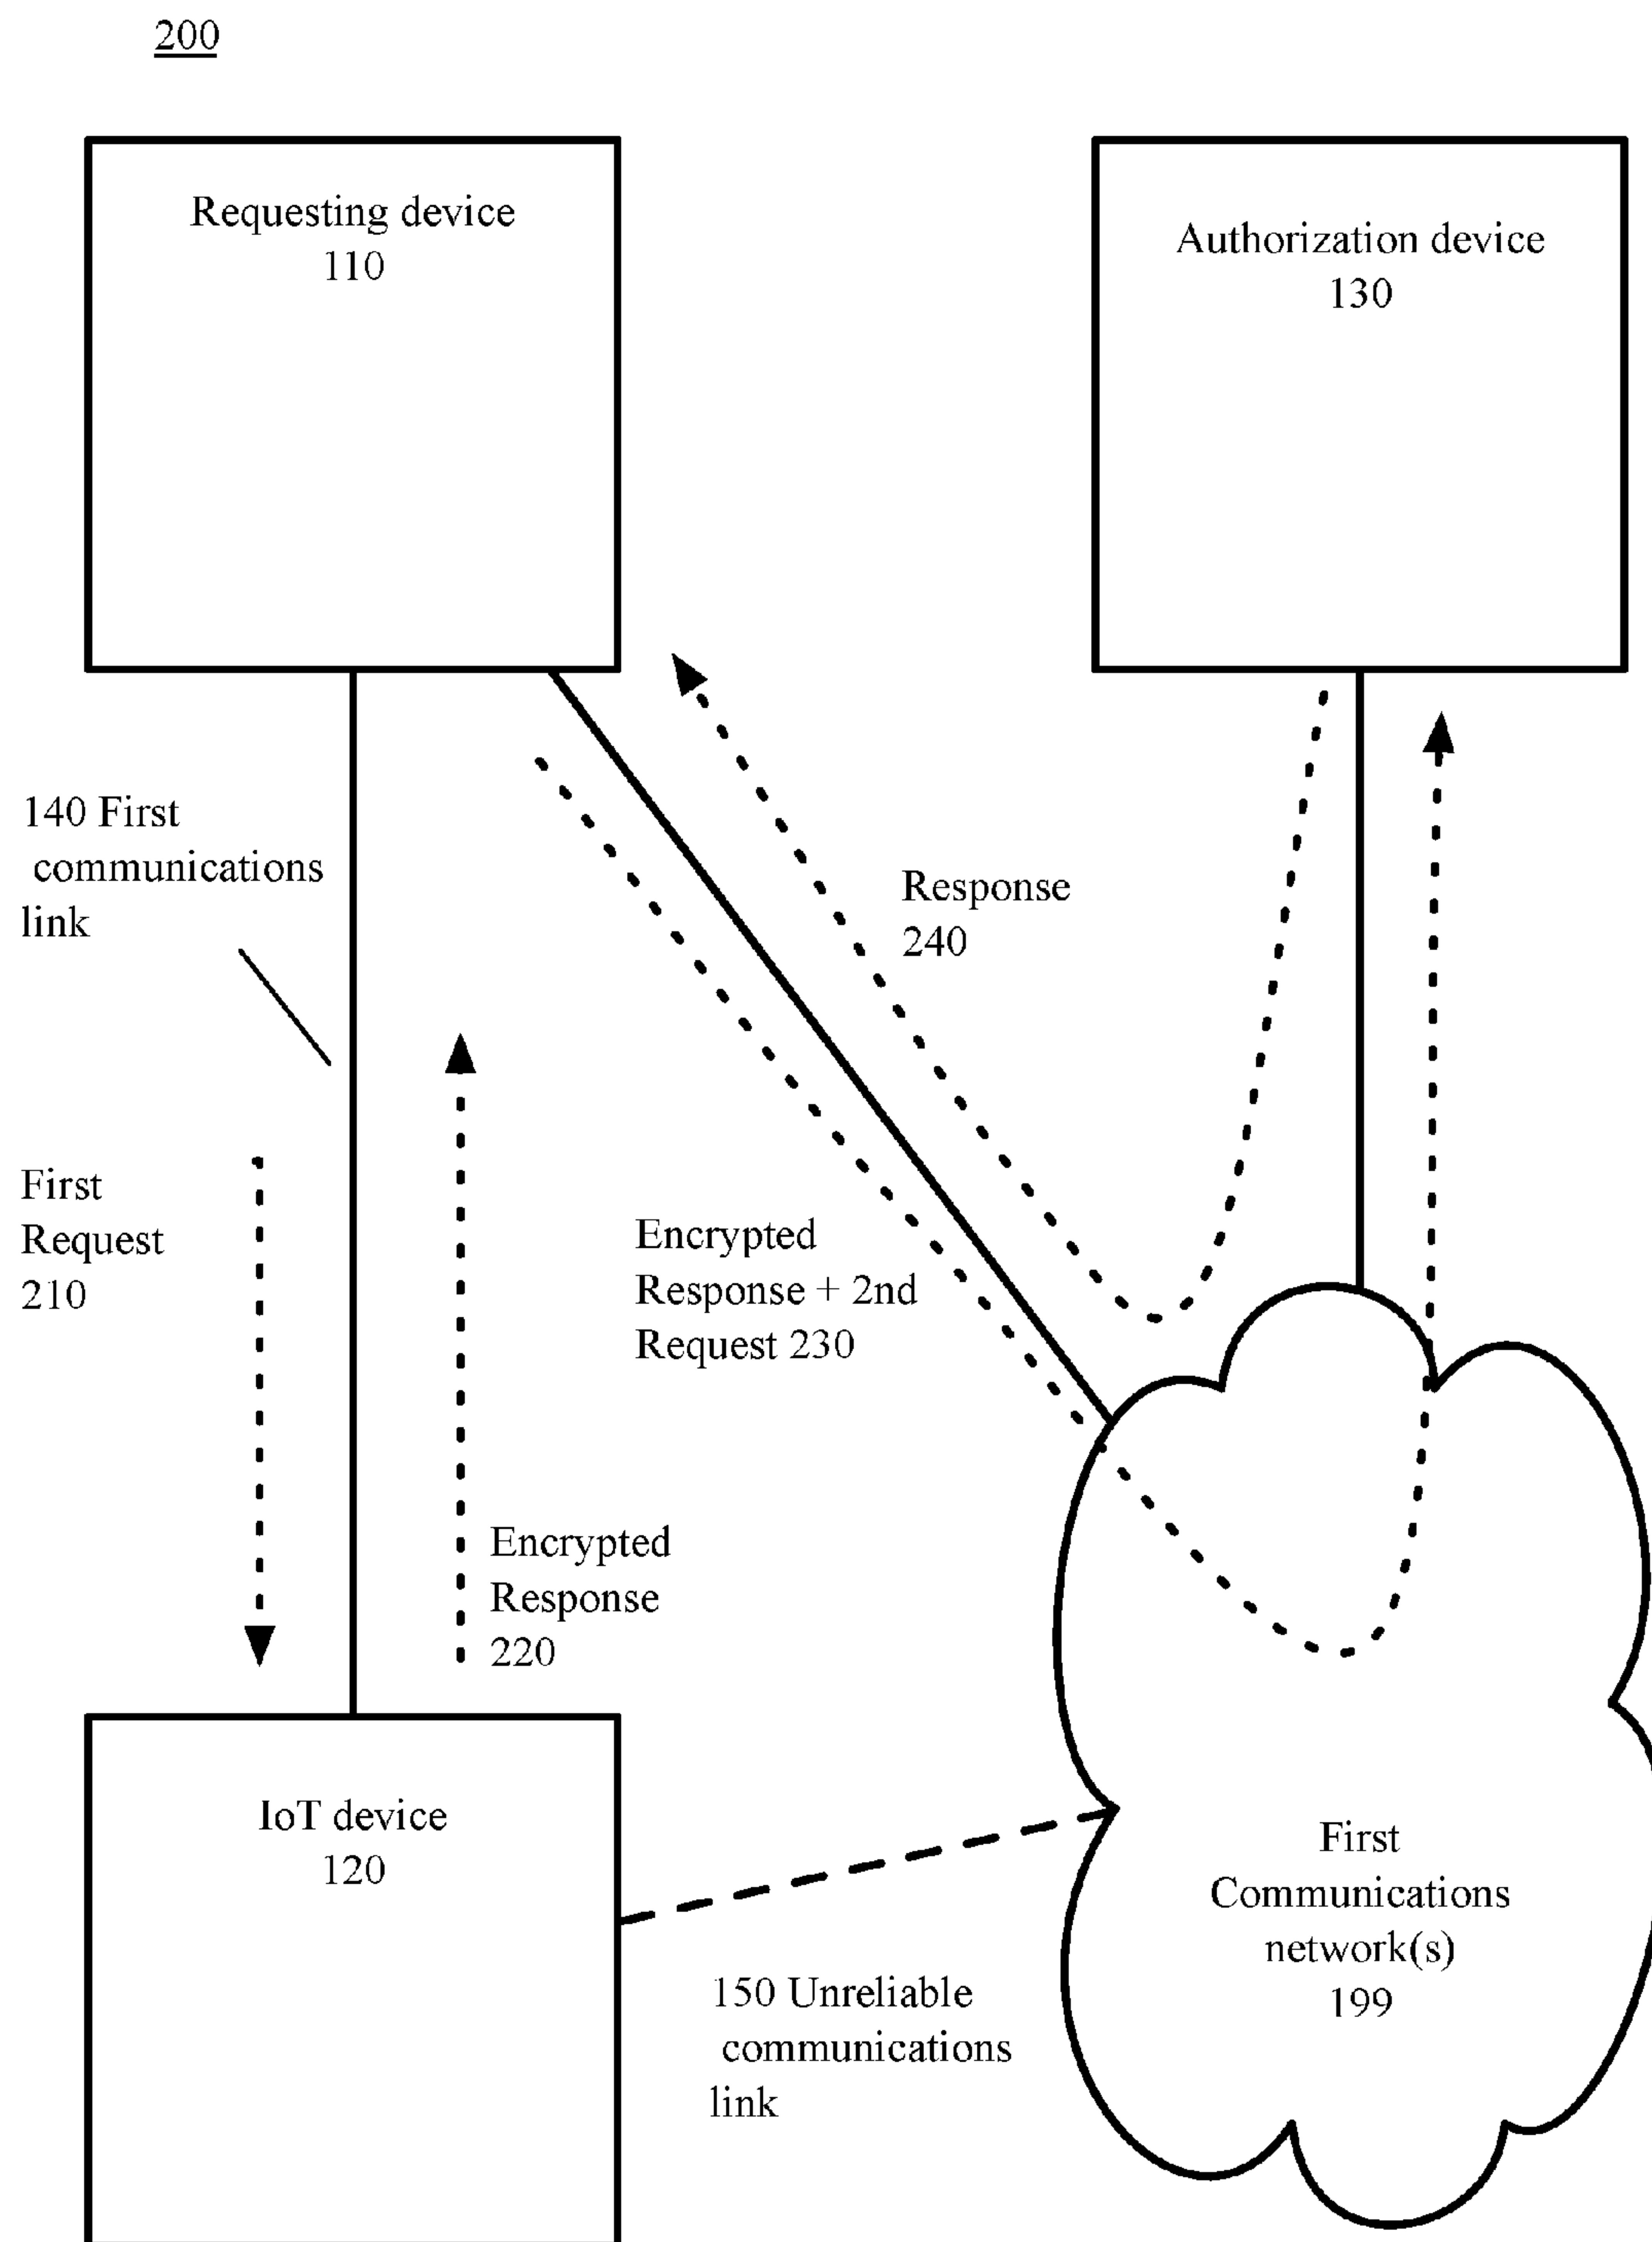 200
Requesting device
110
Authorization device
130
140 First
communications
link
Response
240
First
Request
210
Encrypted
Response + 2nd
Request 230
Encrypted
Response
220
IoT device
120
First
Communications
network(s)
199
150 Unreliable
communications
link